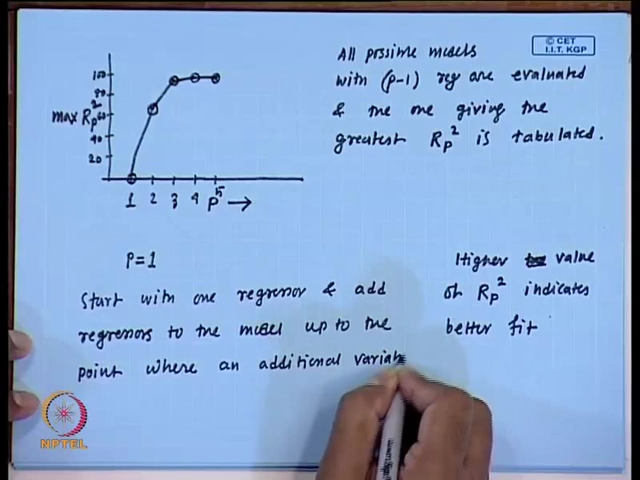 © CET
I.I.T. KGP
All possible models
with (p-1) reg are evaluated
& the one giving the
greatest Rp² is tabulated.
max Rp²
100
80
60
40
20
1 2 3 4 5
P →
P=1
Start with one regressor & add
regressors to the model up to the
point where an additional variab
Higher value
of Rp² indicates
better fit
NPTEL